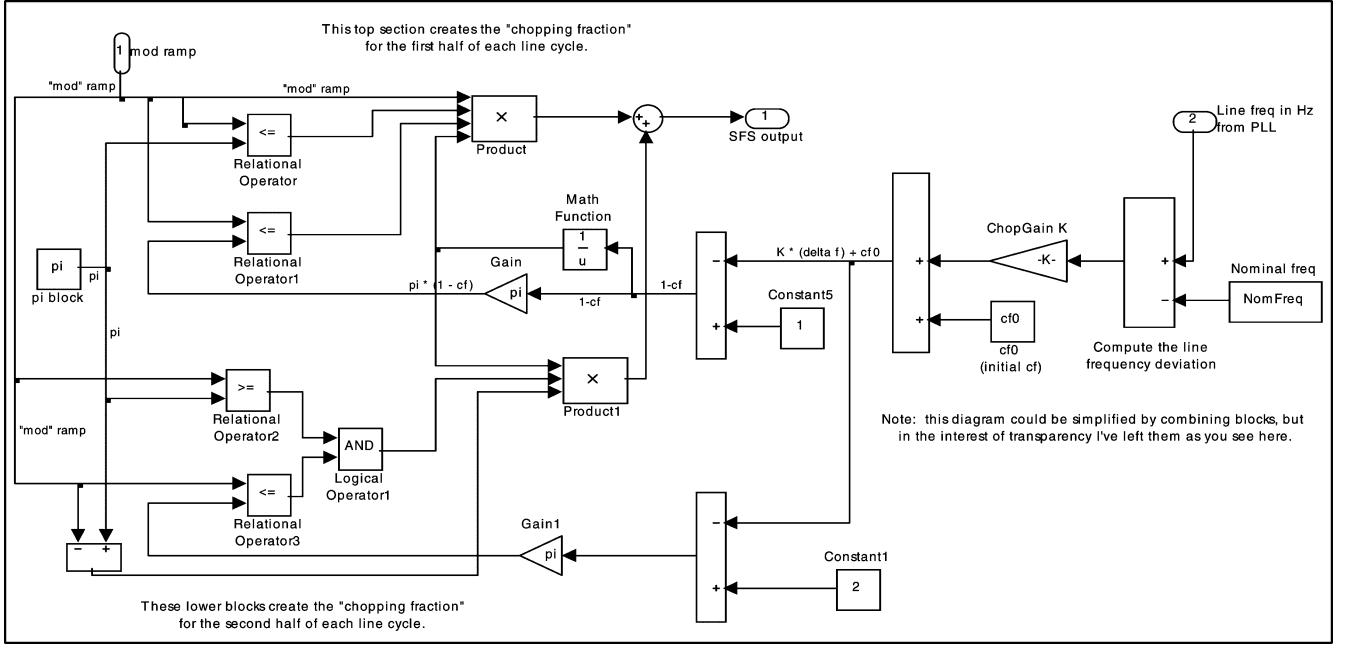 This top section creates the "chopping fraction"
for the first half of each line cycle.
1
mod ramp
"mod" ramp
"mod" ramp
<=
Relational
Operator
×
Product
+
+
1
SFS output
2
Line freq in Hz
from PLL
<=
Relational
Operator1
pi
pi block
pi
pi
Math
Function
1
u
Gain
pi
pi * (1 - cf)
1-cf
1-cf
−
+
K * (delta f) + cf0
Constant5
1
+
+
ChopGain K
-K-
cf0
cf0
(initial cf)
+
−
Nominal freq
NomFreq
Compute the line
frequency deviation
>=
Relational
Operator2
×
Product1
"mod" ramp
AND
Logical
Operator1
<=
Relational
Operator3
− +
Note: this diagram could be simplified by combining blocks, but
in the interest of transparency I've left them as you see here.
Gain1
pi
−
+
Constant1
2
These lower blocks create the "chopping fraction"
for the second half of each line cycle.